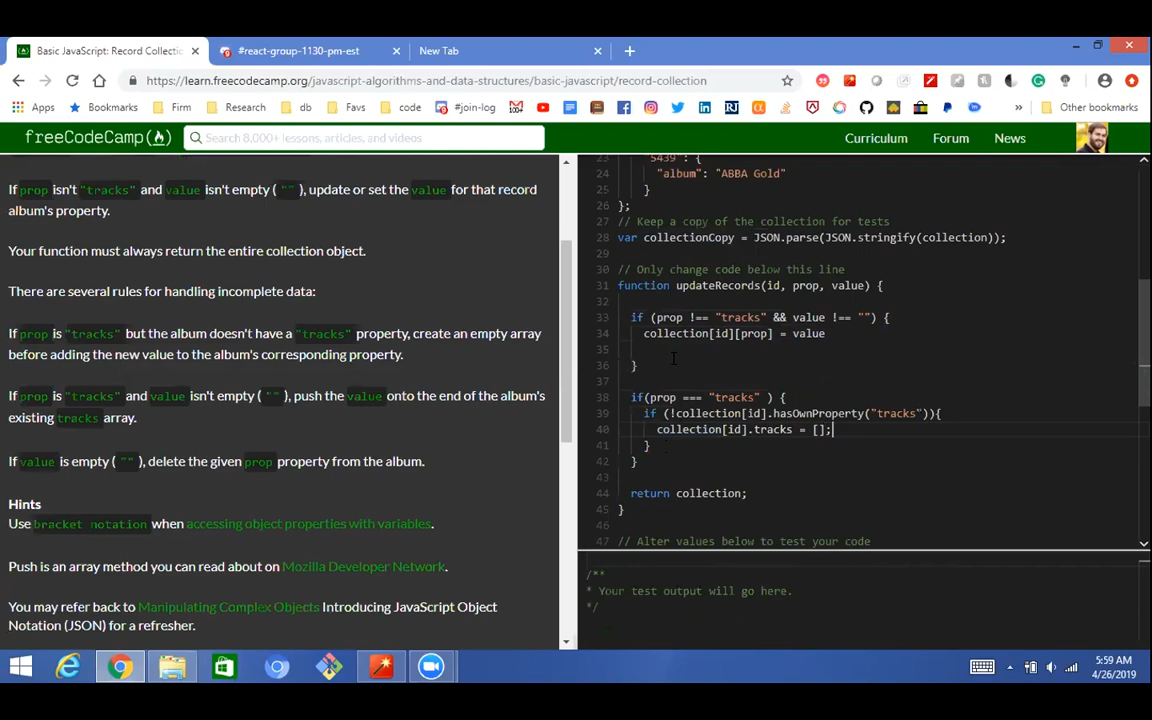 Basic JavaScript: Record Collectio
#react-group-1130-pm-est
New Tab
https://learn.freecodecamp.org/javascript-algorithms-and-data-structures/basic-javascript/record-collection
Apps Bookmarks Firm Research db Favs code #join-log Other bookmarks
freeCodeCamp Search 8,000+ lessons, articles, and videos Curriculum Forum News
If prop isn't "tracks" and value isn't empty ( "" ), update or set the value for that record
album's property.
Your function must always return the entire collection object.
There are several rules for handling incomplete data:
If prop is "tracks" but the album doesn't have a "tracks" property, create an empty array
before adding the new value to the album's corresponding property.
If prop is "tracks" and value isn't empty ( "" ), push the value onto the end of the album's
existing tracks array.
If value is empty ( "" ), delete the given prop property from the album.
Hints
Use bracket notation when accessing object properties with variables.
Push is an array method you can read about on Mozilla Developer Network.
You may refer back to Manipulating Complex Objects Introducing JavaScript Object
Notation (JSON) for a refresher.
23 "5439": {
24 "album": "ABBA Gold"
25 }
26 };
27 // Keep a copy of the collection for tests
28 var collectionCopy = JSON.parse(JSON.stringify(collection));
29
30 // Only change code below this line
31 function updateRecords(id, prop, value) {
32
33 if (prop !== "tracks" && value !== "") {
34 collection[id][prop] = value
35
36 }
37
38 if(prop === "tracks" ) {
39 if (!collection[id].hasOwnProperty("tracks")){
40 collection[id].tracks = [];
41 }
42 }
43
44 return collection;
45 }
46
47 // Alter values below to test your code
/**
* Your test output will go here.
*/
5:59 AM
4/26/2019